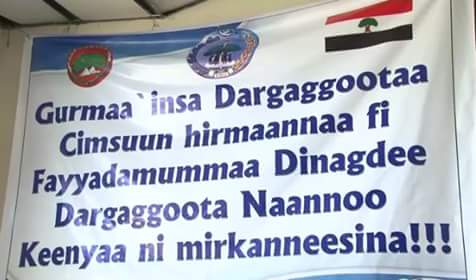 Gurmaa`insa Dargaggootaa
Cimsuun hirmaannaa fi
Fayyadamummaa Dinagdee
Dargaggoota Naannoo
Keenyaa ni mirkanneesina!!!